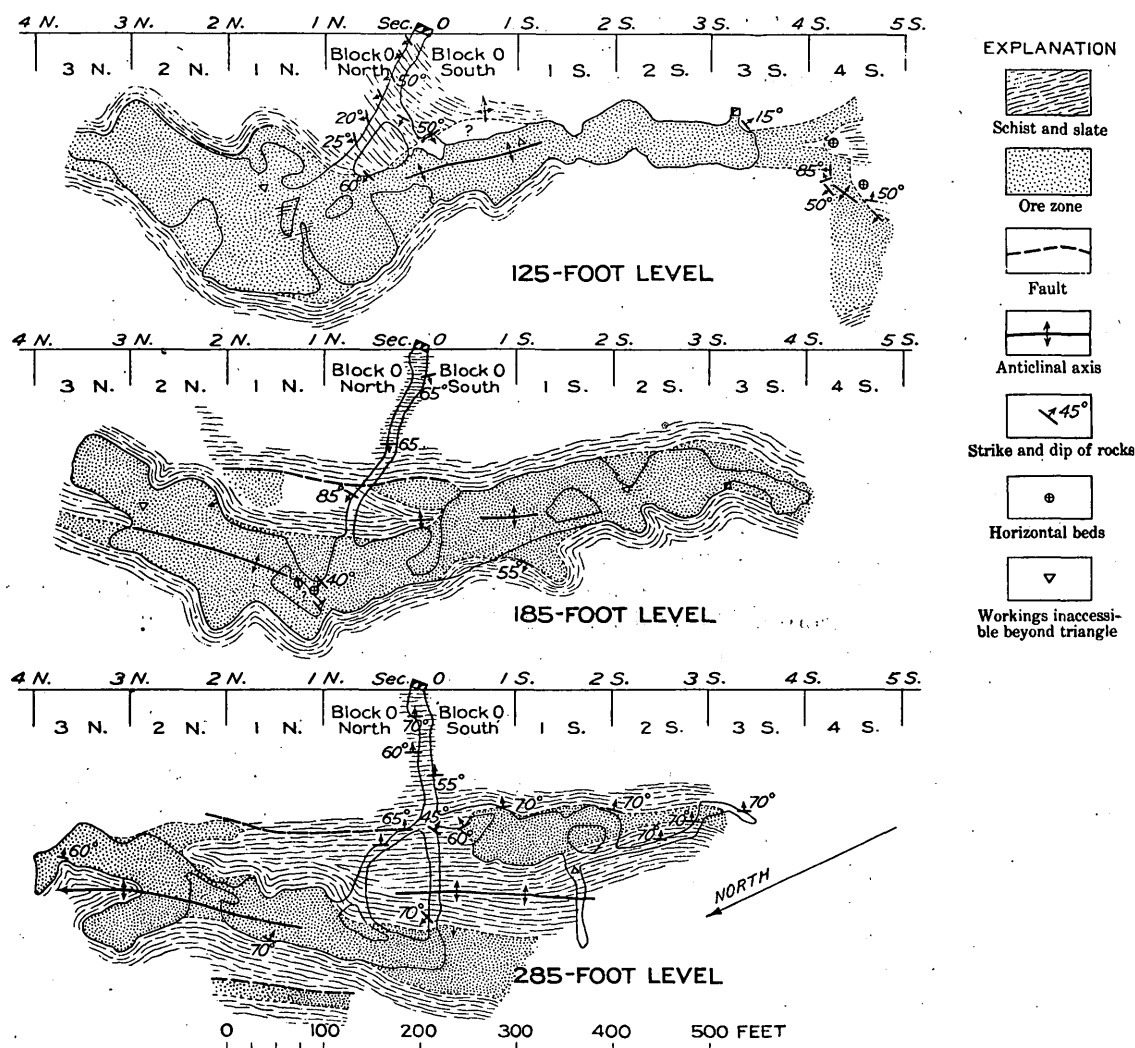 4 N. 3 N. 2 N. 1 N. Sec. 0 1 S. 2 S. 3 S. 4 S. 5 S.
Block 0 Block 0
3 N. 2 N. 1 N. North South 1 S. 2 S. 3 S. 4 S.
50°
20°
25°
50°
?
15°
60°
85°
50°
50°
125-FOOT LEVEL
4 N. 3 N. 2 N. 1 N. Sec. 0 1 S. 2 S. 3 S. 4 S. 5 S.
Block 0 Block 0
3 N. 2 N. 1 N. North South 1 S. 2 S. 3 S. 4 S.
65°
65
85°
40°
?
55°
185-FOOT LEVEL
4 N. 3 N. 2 N. 1 N. Sec. 0 1 S. 2 S. 3 S. 4 S. 5 S.
Block 0 Block 0
3 N. 2 N. 1 N. North South 1 S. 2 S. 3 S. 4 S.
70°
60°
55°
65° 45°
60°
70°
70°
70°
70°
70°
60°
70°
70°
NORTH
285-FOOT LEVEL
0 100 200 300 400 500 FEET
EXPLANATION
Schist and slate
Ore zone
Fault
Anticlinal axis
45°
Strike and dip of rocks
Horizontal beds
Workings inaccessi-
ble beyond triangle